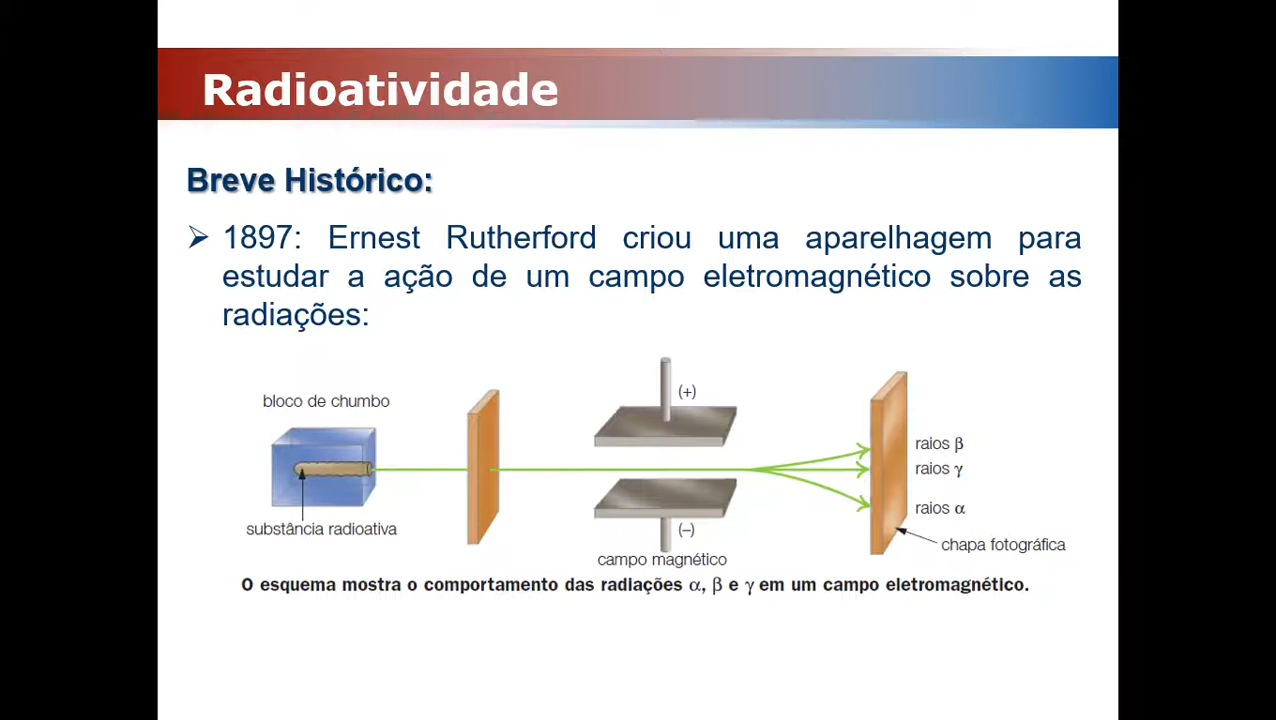 Radioatividade
Breve Histórico:
➢ 1897: Ernest Rutherford criou uma aparelhagem para
estudar a ação de um campo eletromagnético sobre as
radiações:
bloco de chumbo
substância radioativa
(+)
(–)
campo magnético
raios β
raios γ
raios α
chapa fotográfica
O esquema mostra o comportamento das radiações α, β e γ em um campo eletromagnético.